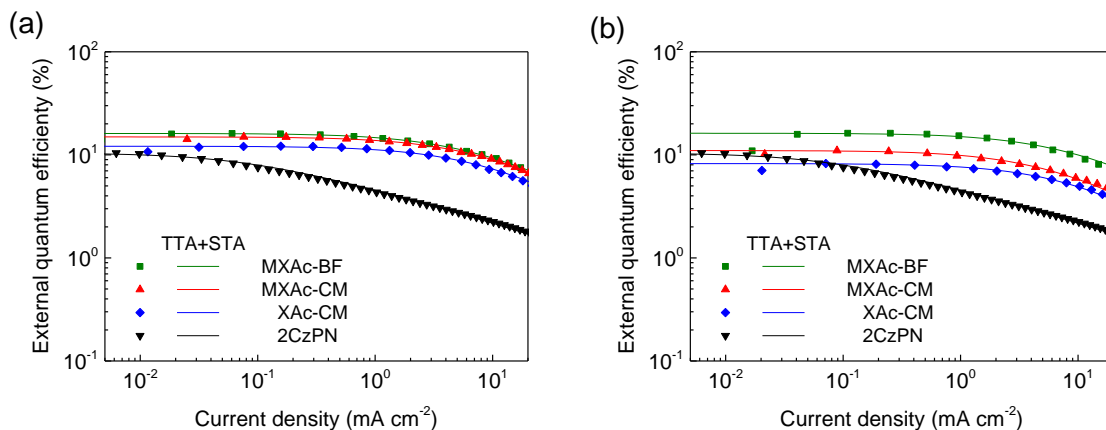 (a)
External quantum efficienty (%)
10²
10¹
10⁰
10⁻¹
TTA+STA
MXAc-BF
MXAc-CM
XAc-CM
2CzPN
10⁻² 10⁻¹ 10⁰ 10¹
Current density (mA cm⁻²)
(b)
External quantum efficiency (%)
10²
10¹
10⁰
10⁻¹
TTA+STA
MXAc-BF
MXAc-CM
XAc-CM
2CzPN
10⁻² 10⁻¹ 10⁰ 10¹
Current density (mA cm⁻²)